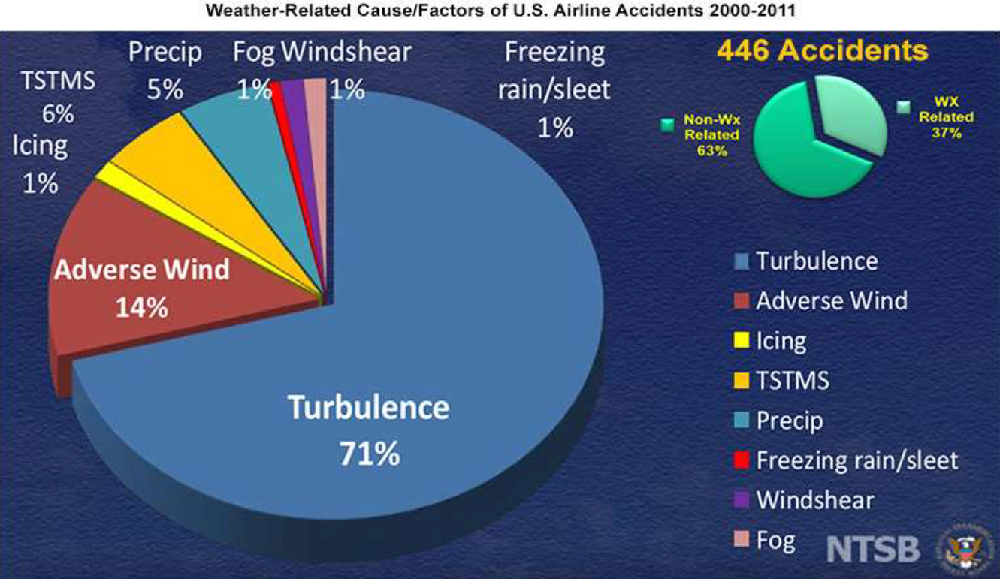 Weather-Related Cause/Factors of U.S. Airline Accidents 2000-2011
TSTMS
6%
Icing
1%
Precip
5%
Fog
1%
Windshear
1%
Freezing
rain/sleet
1%
Adverse Wind
14%
Turbulence
71%
446 Accidents
Non-Wx
Related
63%
WX
Related
37%
Turbulence
Adverse Wind
Icing
TSTMS
Precip
Freezing rain/sleet
Windshear
Fog
NTSB